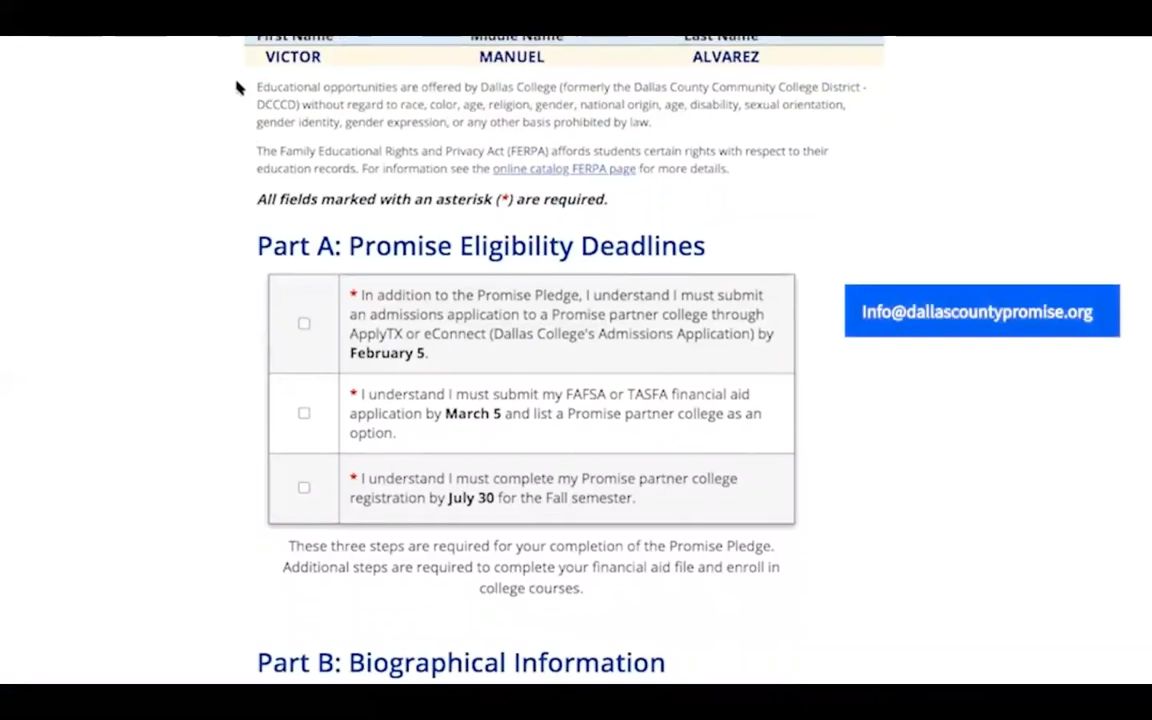 First Name Middle Name Last Name
VICTOR MANUEL ALVAREZ
Educational opportunities are offered by Dallas College (formerly the Dallas County Community College District -
DCCCD) without regard to race, color, age, religion, gender, national origin, age, disability, sexual orientation,
gender identity, gender expression, or any other basis prohibited by law.
The Family Educational Rights and Privacy Act (FERPA) affords students certain rights with respect to their
education records. For information see the online catalog FERPA page for more details.
All fields marked with an asterisk (*) are required.
Part A: Promise Eligibility Deadlines
* In addition to the Promise Pledge, I understand I must submit
an admissions application to a Promise partner college through
ApplyTX or eConnect (Dallas College's Admissions Application) by
February 5.
Info@dallascountypromise.org
* I understand I must submit my FAFSA or TASFA financial aid
application by March 5 and list a Promise partner college as an
option.
* I understand I must complete my Promise partner college
registration by July 30 for the Fall semester.
These three steps are required for your completion of the Promise Pledge.
Additional steps are required to complete your financial aid file and enroll in
college courses.
Part B: Biographical Information